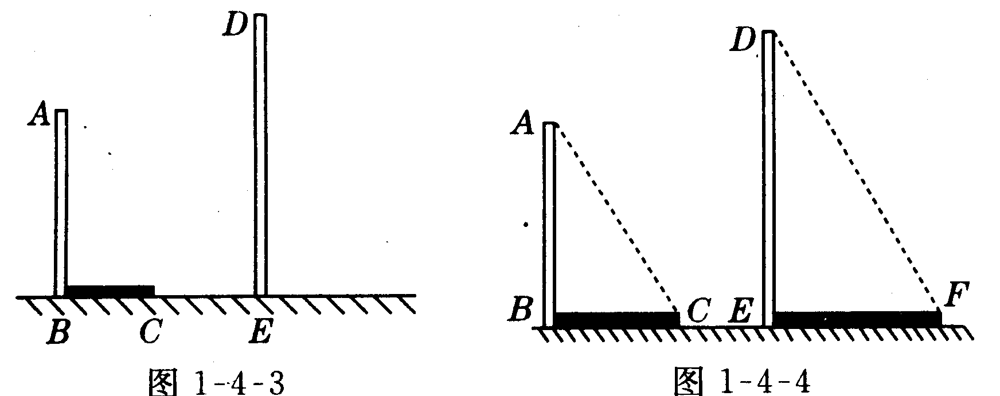 D
A
B C E
图 1-4-3
D
A
B C E F
图 1-4-4